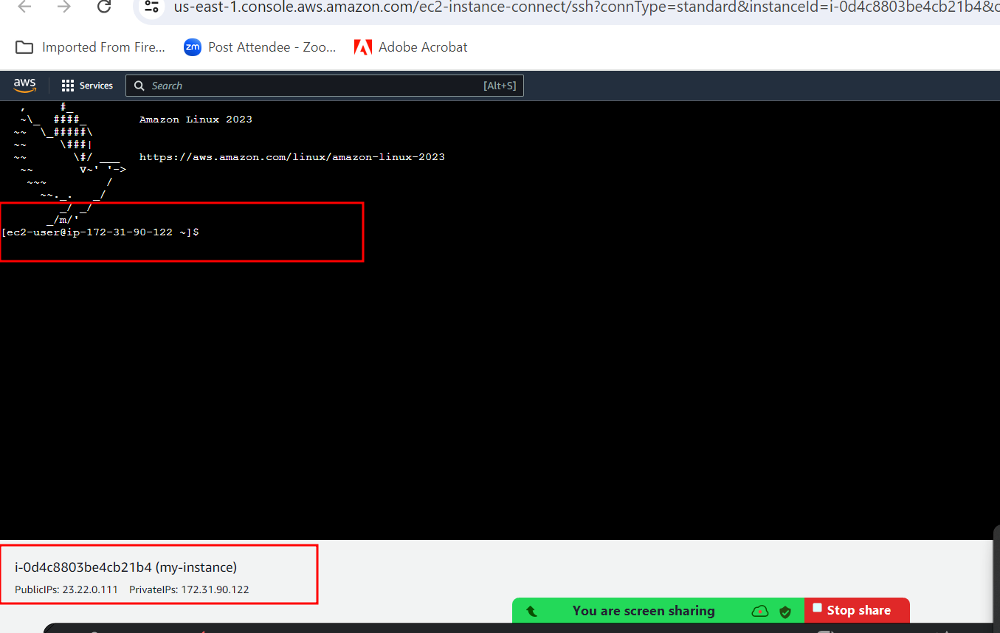 us-east-1.console.aws.amazon.com/ec2-instance-connect/ssh?connType=standard&instanceId=i-0d4c8803be4cb21b4&c
Imported From Fire... zm Post Attendee - Zoo... Adobe Acrobat
aws Services Search [Alt+S]
   ,     #_
   ~\_  ####_        Amazon Linux 2023
  ~~  \_#####\
  ~~     \###|
  ~~       \#/ ___   https://aws.amazon.com/linux/amazon-linux-2023
   ~~       V~' '->
    ~~~         /
      ~~._.   _/
         _/ _/
       _/m/'
[ec2-user@ip-172-31-90-122 ~]$
i-0d4c8803be4cb21b4 (my-instance)
PublicIPs: 23.22.0.111 PrivateIPs: 172.31.90.122
You are screen sharing Stop share